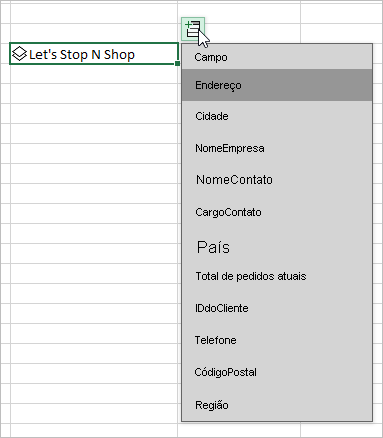 Let's Stop N Shop
Campo
Endereço
Cidade
NomeEmpresa
NomeContato
CargoContato
País
Total de pedidos atuais
IDdoCliente
Telefone
CódigoPostal
Região